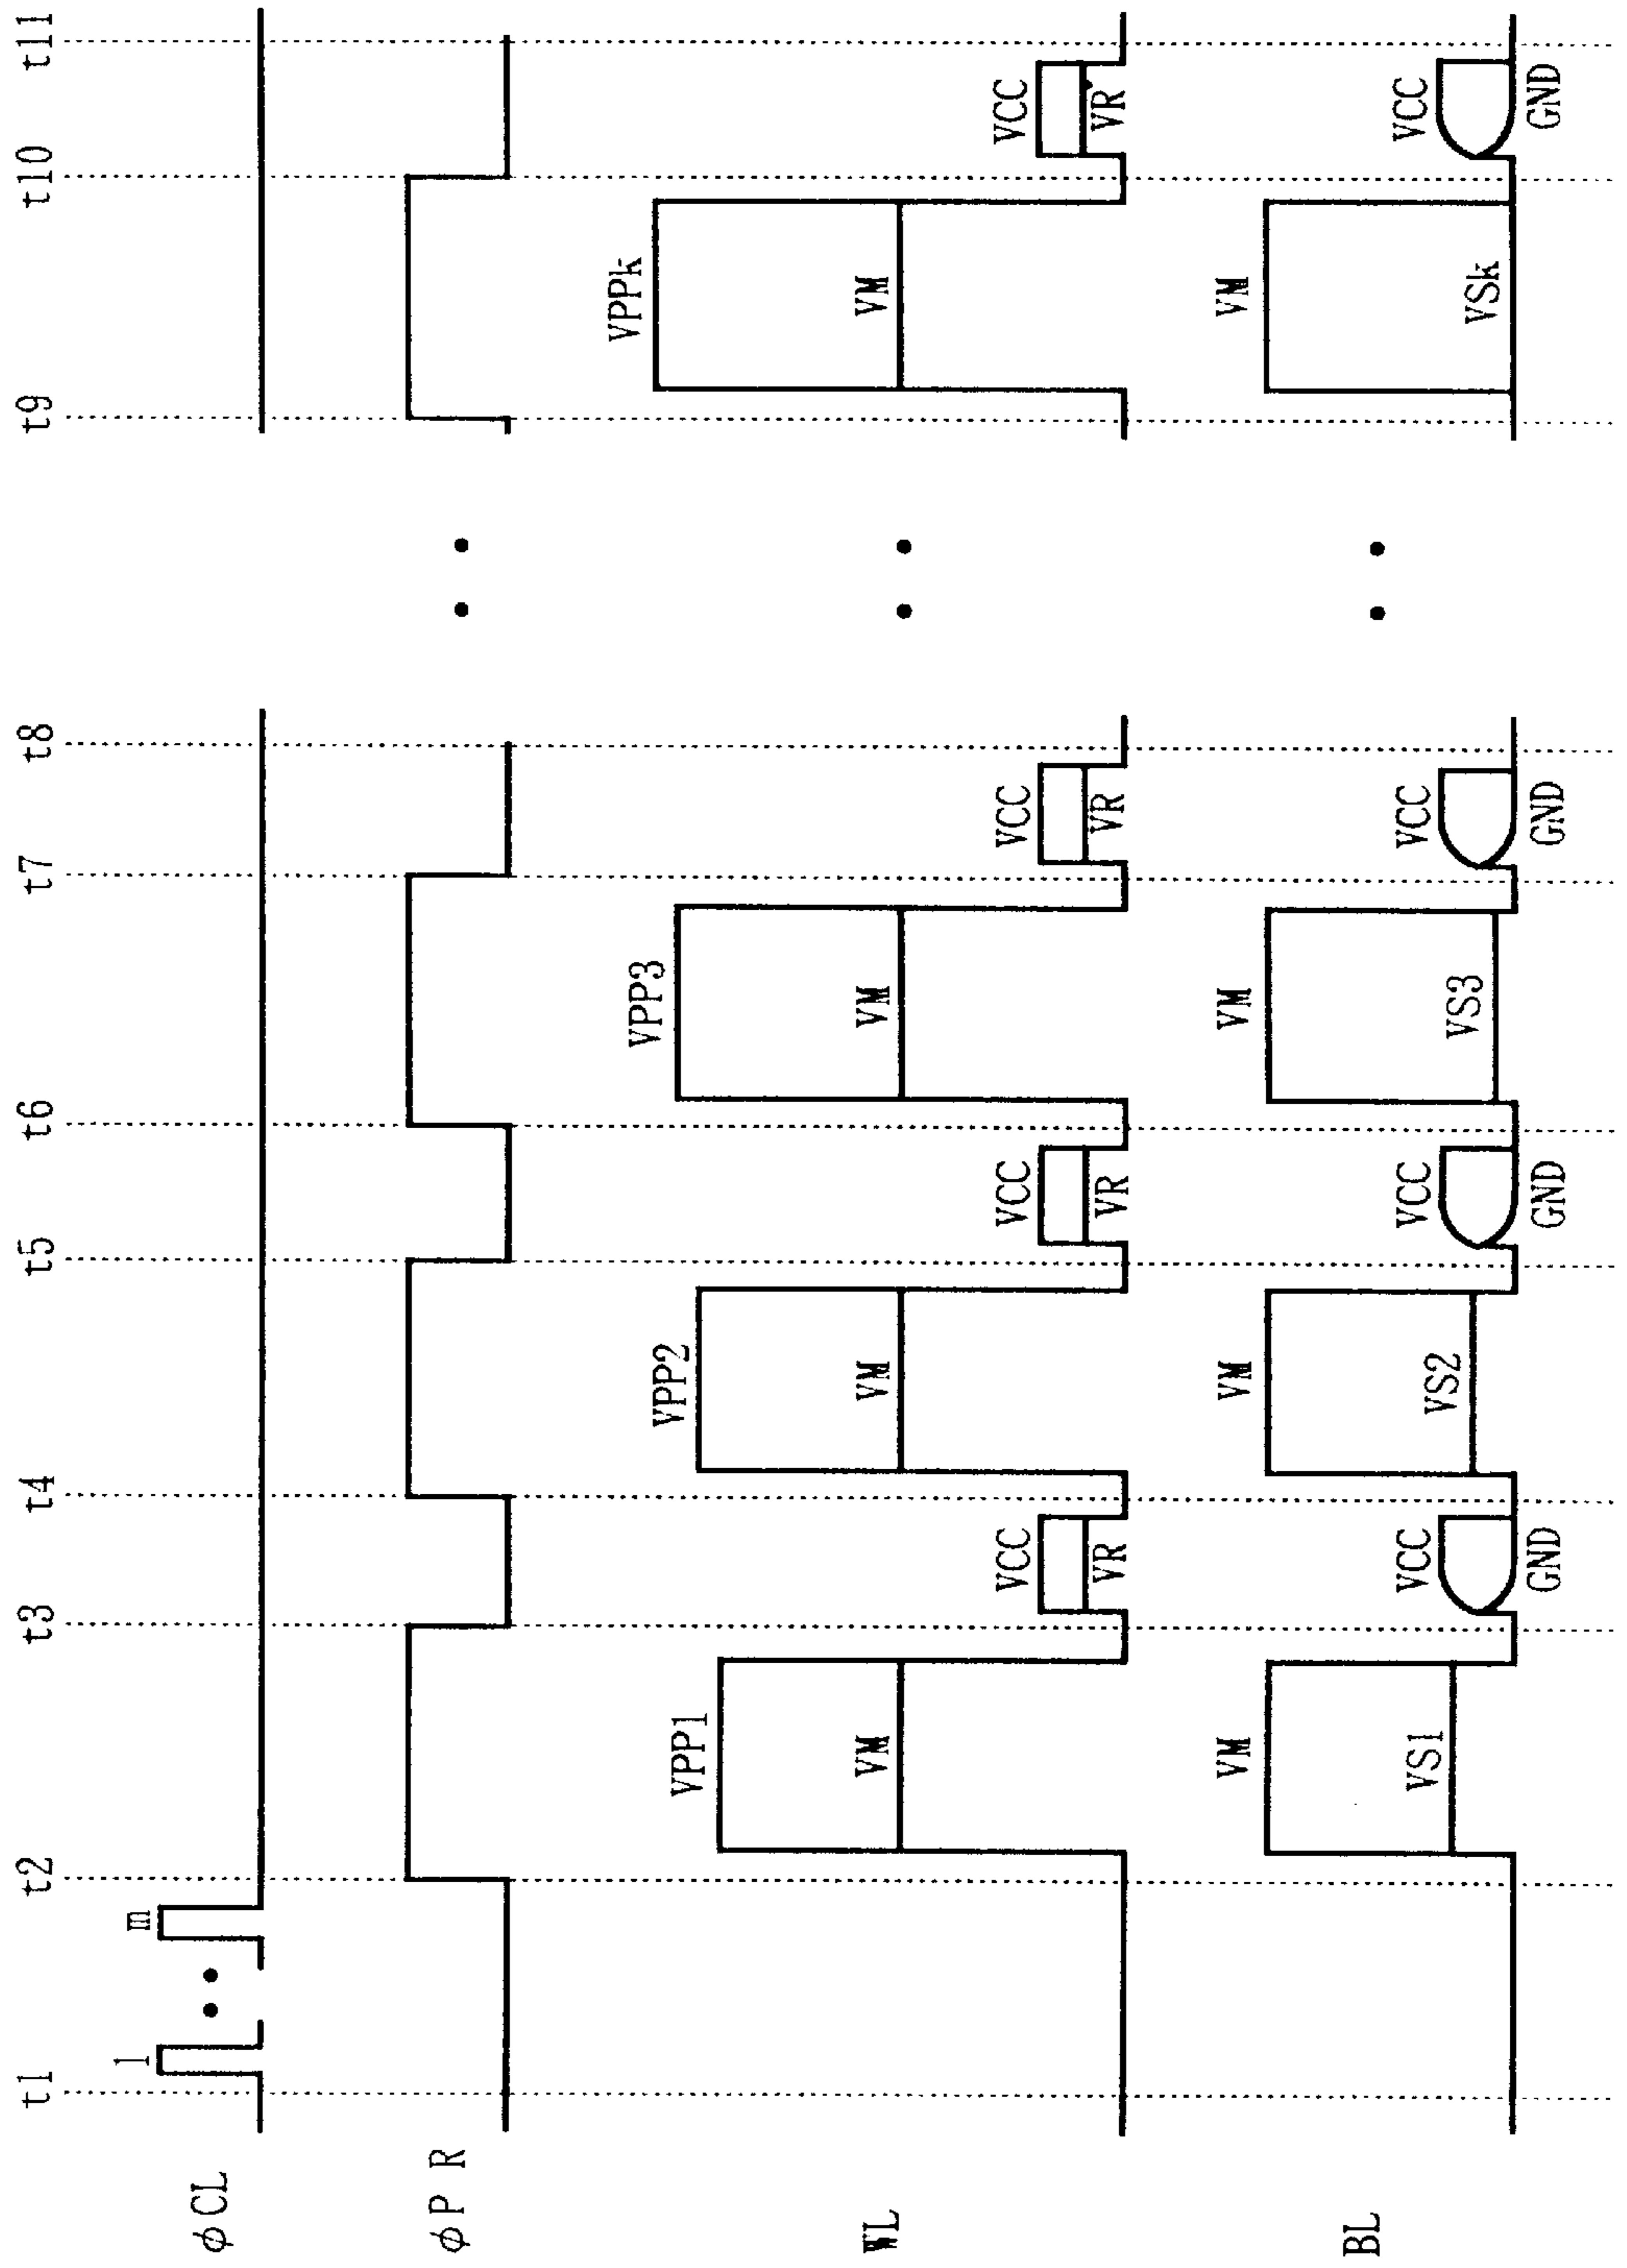 t1 t2 t3 t4 t5 t6 t7 t8 t9 t10 t11
φCL 1 m
φP R
VPP1 VPP2 VPP3 VPPk
VM VM VM VM
WL
VCC VCC VCC VCC
VR VR VR VR
VM VM VM VM
BL
VS1 VS2 VS3 VSk
VCC VCC VCC VCC
GND GND GND GND